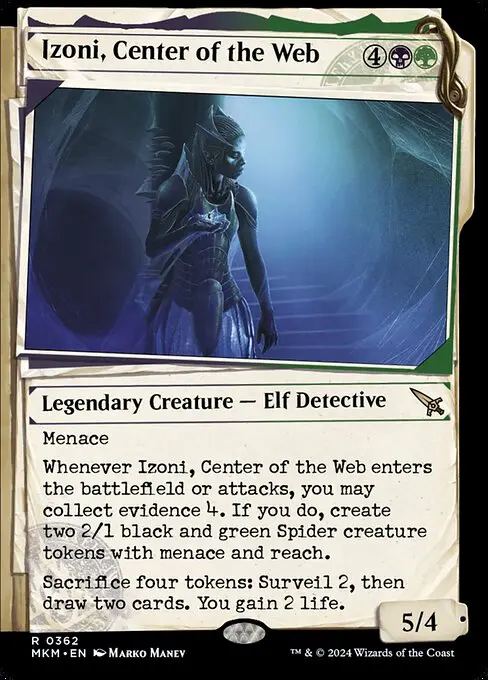 Izoni, Center of the Web 4
Legendary Creature — Elf Detective
Menace
Whenever Izoni, Center of the Web enters
the battlefield or attacks, you may
collect evidence 4. If you do, create
two 2/1 black and green Spider creature
tokens with menace and reach.
Sacrifice four tokens: Surveil 2, then
draw two cards. You gain 2 life.
5/4
R 0362
MKM • EN Marko Maney
™ & © 2024 Wizards of the Coast